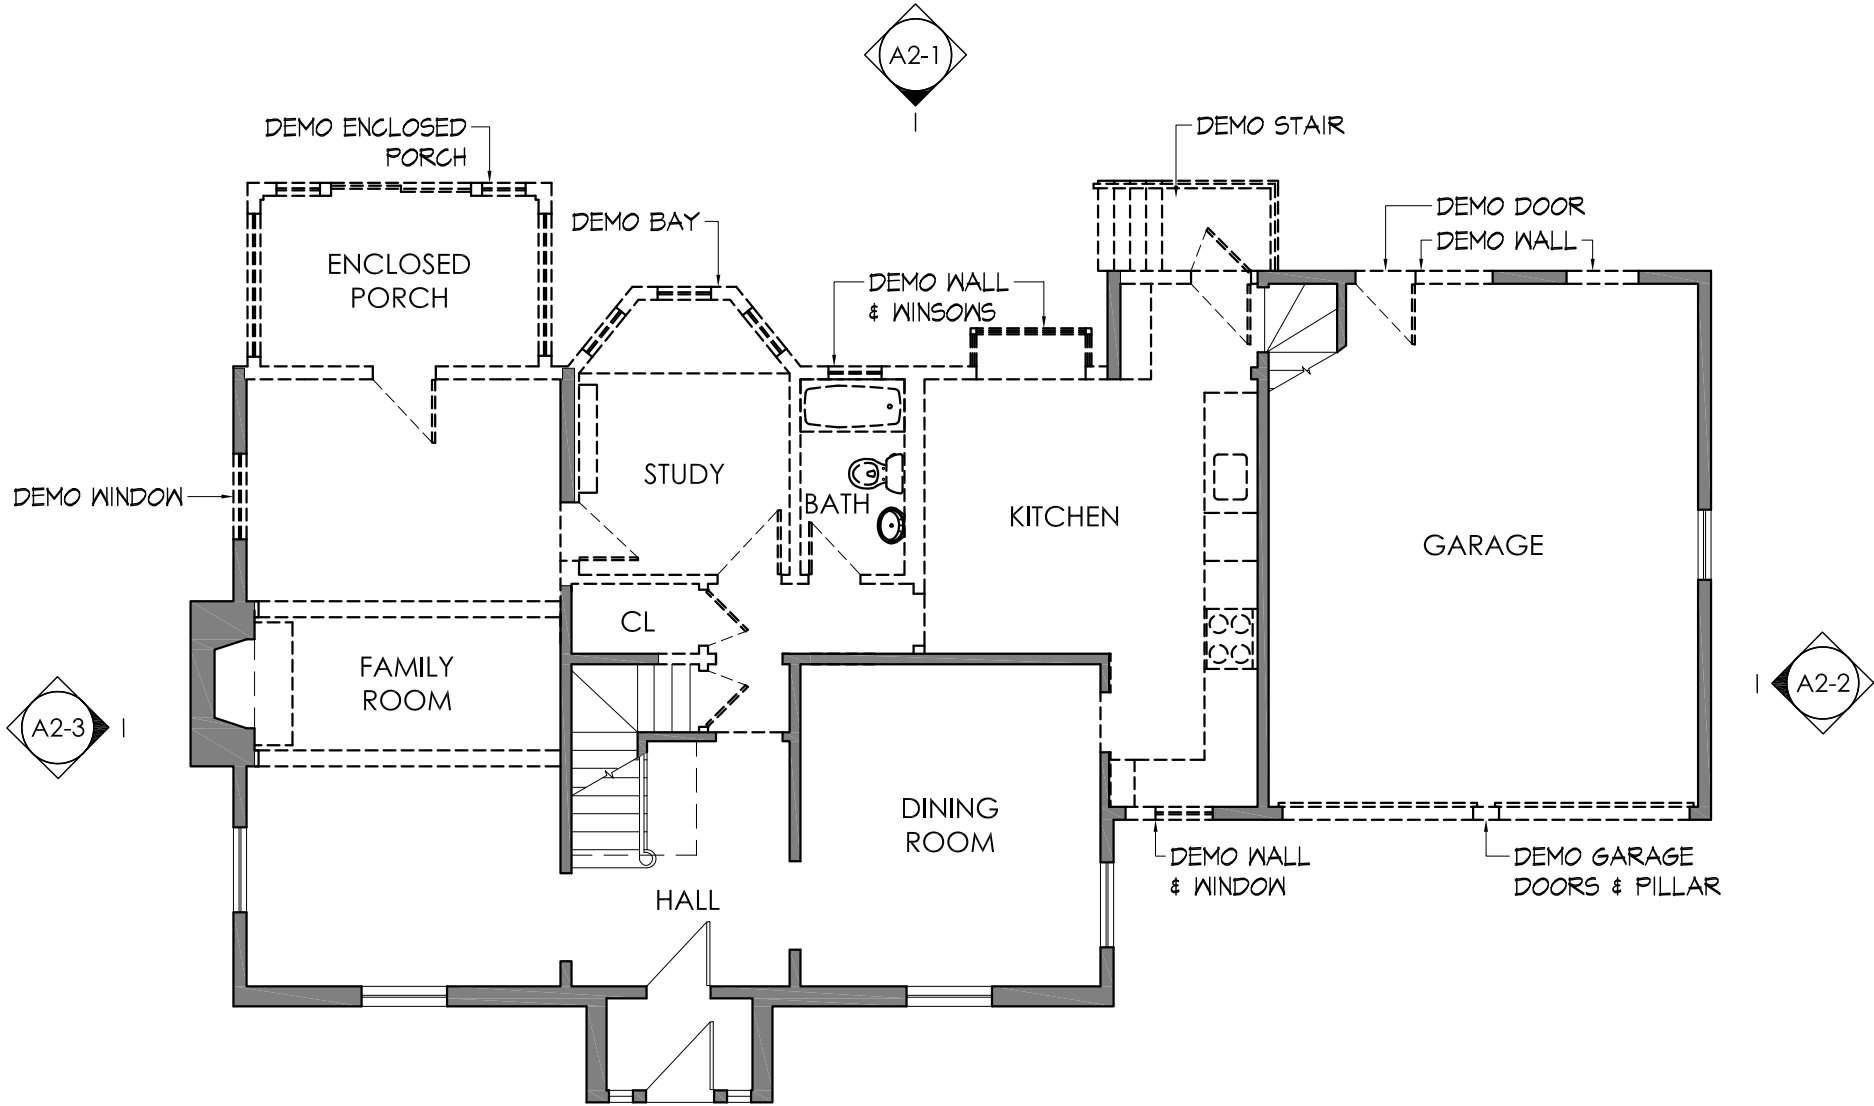 A2-1
DEMO ENCLOSED
PORCH
DEMO STAIR
DEMO BAY
DEMO DOOR
DEMO WALL
ENCLOSED
PORCH
DEMO WALL
& WINSOWS
STUDY
DEMO WINDOW
BATH
KITCHEN
GARAGE
CL
FAMILY
ROOM
A2-2
A2-3
DINING
ROOM
DEMO WALL
& WINDOW
DEMO GARAGE
DOORS & PILLAR
HALL